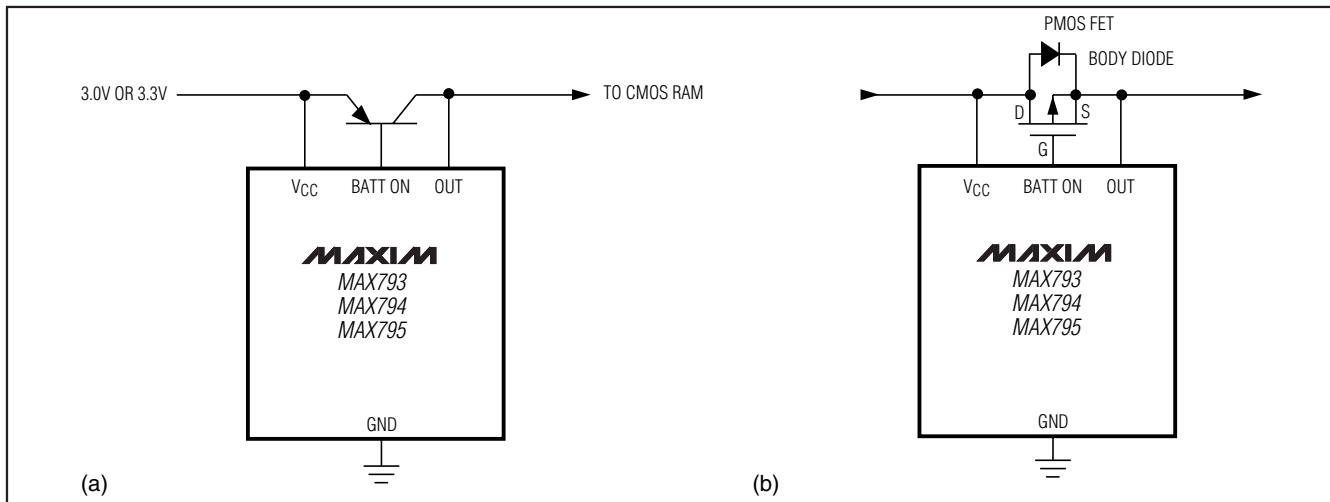 PMOS FET
BODY DIODE
3.0V OR 3.3V
TO CMOS RAM
D
S
G
VCC
BATT ON
OUT
MAXIM
MAX793
MAX794
MAX795
GND
(a)
VCC
BATT ON
OUT
MAXIM
MAX793
MAX794
MAX795
GND
(b)